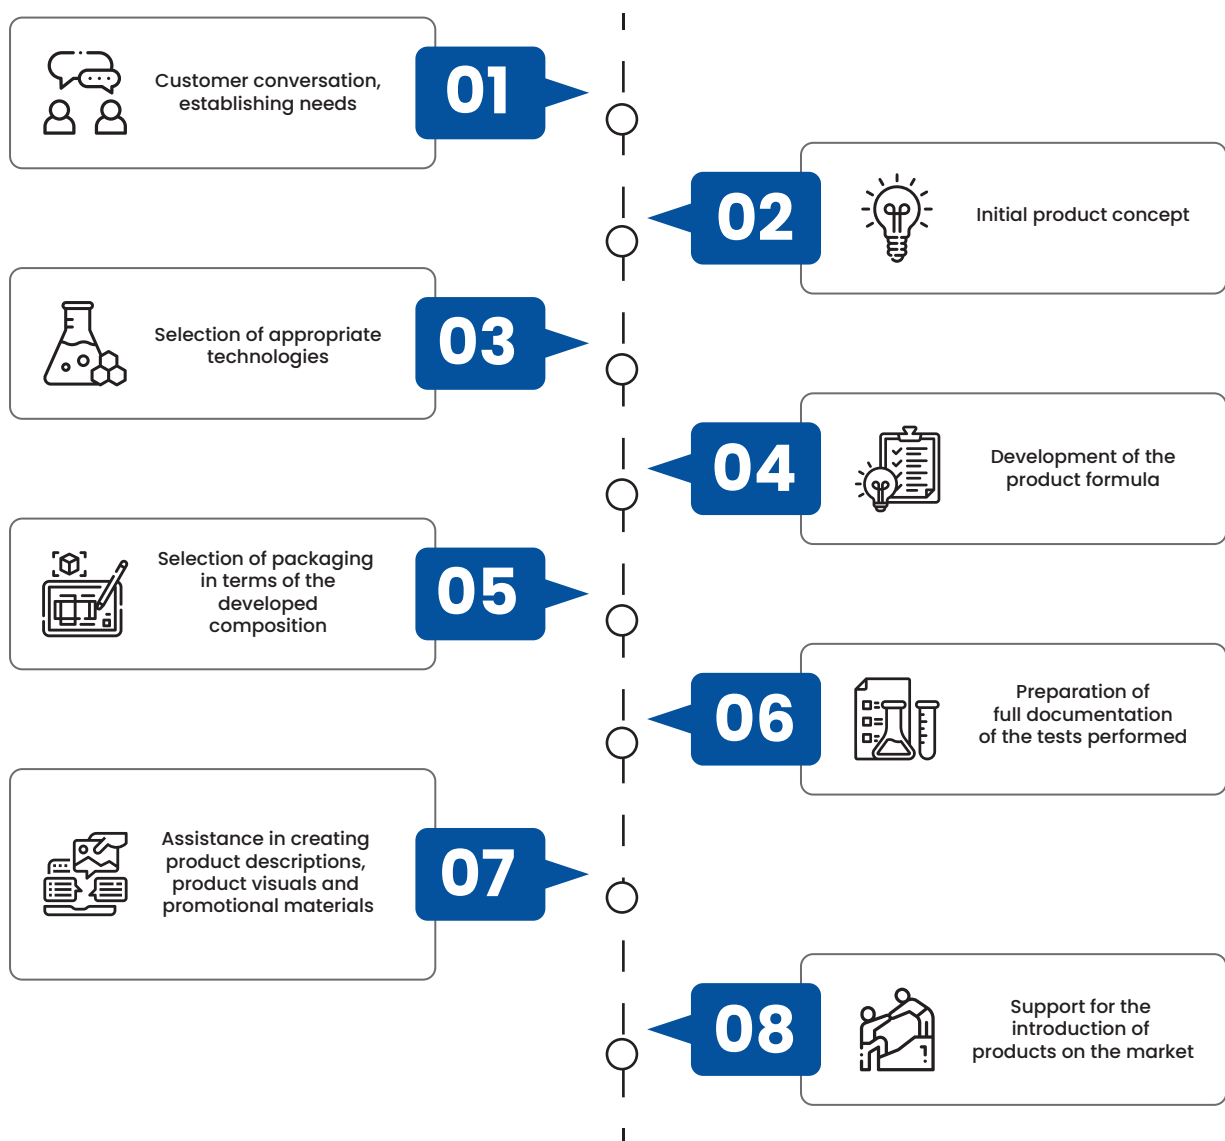 01
Customer conversation,
establishing needs
02
Initial product concept
03
Selection of appropriate
technologies
04
Development of the
product formula
05
Selection of packaging
in terms of the
developed
composition
06
Preparation of
full documentation
of the tests performed
07
Assistance in creating
product descriptions,
product visuals and
promotional materials
08
Support for the
introduction of
products on the market